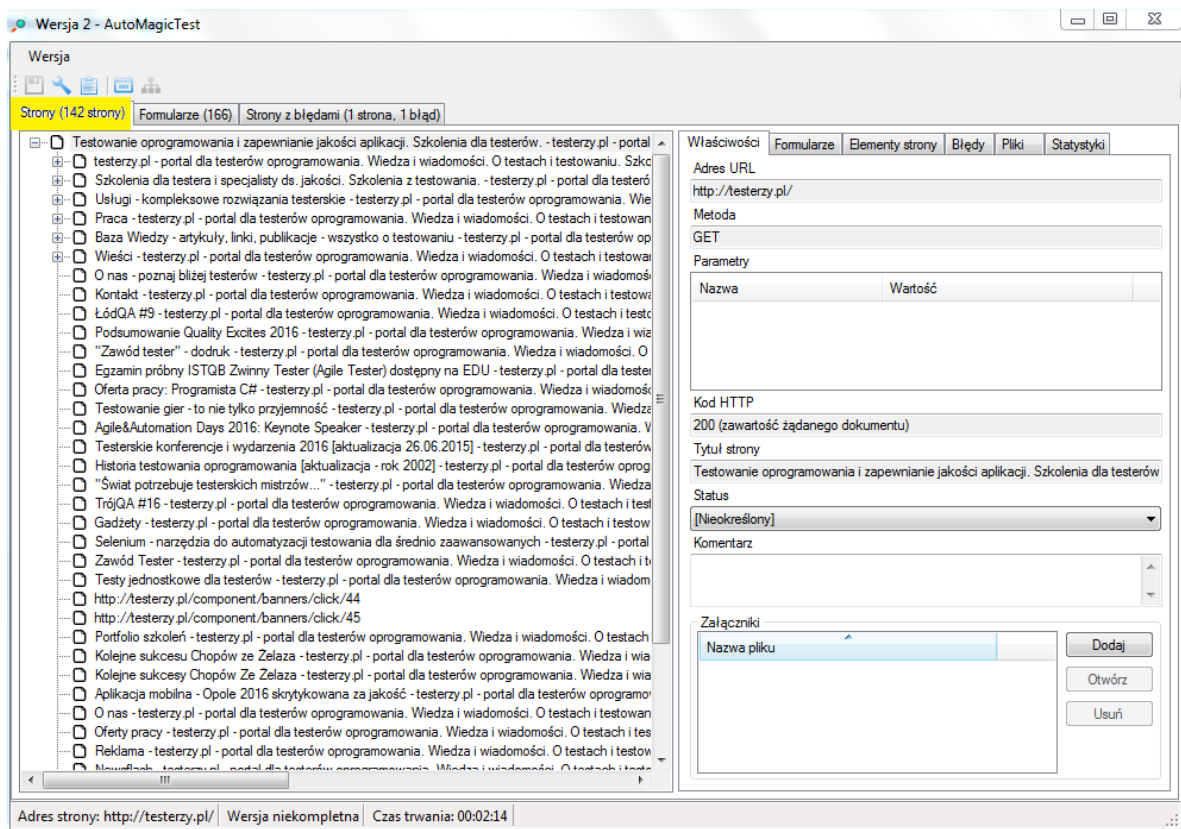 Wersja 2 - AutoMagicTest
Wersja
Strony (142 strony) Formularze (166) Strony z błędami (1 strona, 1 błąd)
Testowanie oprogramowania i zapewnianie jakości aplikacji. Szkolenia dla testerów. - testerzy.pl - portal
testerzy.pl - portal dla testerów oprogramowania. Wiedza i wiadomości. O testach i testowaniu. Szko
Szkolenia dla testera i specjalisty ds. jakości. Szkolenia z testowania. - testerzy.pl - portal dla testeró
Usługi - kompleksowe rozwiązania testerskie - testerzy.pl - portal dla testerów oprogramowania. Wie
Praca - testerzy.pl - portal dla testerów oprogramowania. Wiedza i wiadomości. O testach i testowan
Baza Wiedzy - artykuły, linki, publikacje - wszystko o testowaniu - testerzy.pl - portal dla testerów op
Wieści - testerzy.pl - portal dla testerów oprogramowania. Wiedza i wiadomości. O testach i testowa
O nas - poznaj bliżej testerów - testerzy.pl - portal dla testerów oprogramowania. Wiedza i wiadomoś
Kontakt - testerzy.pl - portal dla testerów oprogramowania. Wiedza i wiadomości. O testach i testowa
ŁódQA #9 - testerzy.pl - portal dla testerów oprogramowania. Wiedza i wiadomości. O testach i testo
Podsumowanie Quality Excites 2016 - testerzy.pl - portal dla testerów oprogramowania. Wiedza i wia
"Zawód tester" - dodruk - testerzy.pl - portal dla testerów oprogramowania. Wiedza i wiadomości. O
Egzamin próbny ISTQB Zwinny Tester (Agile Tester) dostępny na EDU - testerzy.pl - portal dla tester
Oferta pracy: Programista C# - testerzy.pl - portal dla testerów oprogramowania. Wiedza i wiadomośc
Testowanie gier - to nie tylko przyjemność - testerzy.pl - portal dla testerów oprogramowania. Wiedza
Agile&Automation Days 2016: Keynote Speaker - testerzy.pl - portal dla testerów oprogramowania. W
Testerskie konferencje i wydarzenia 2016 [aktualizacja 26.06.2015] - testerzy.pl - portal dla testerów
Historia testowania oprogramowania [aktualizacja - rok 2002] - testerzy.pl - portal dla testerów oprog
"Świat potrzebuje testerskich mistrzów..." - testerzy.pl - portal dla testerów oprogramowania. Wiedza
TrójQA #16 - testerzy.pl - portal dla testerów oprogramowania. Wiedza i wiadomości. O testach i test
Gadżety - testerzy.pl - portal dla testerów oprogramowania. Wiedza i wiadomości. O testach i testow
Selenium - narzędzia do automatyzacji testowania dla średnio zaawansowanych - testerzy.pl - portal
Zawód Tester - testerzy.pl - portal dla testerów oprogramowania. Wiedza i wiadomości. O testach i te
Testy jednostkowe dla testerów - testerzy.pl - portal dla testerów oprogramowania. Wiedza i wiadom
http://testerzy.pl/component/banners/click/44
http://testerzy.pl/component/banners/click/45
Portfolio szkoleń - testerzy.pl - portal dla testerów oprogramowania. Wiedza i wiadomości. O testach
Kolejne sukcesu Chopów ze Żelaza - testerzy.pl - portal dla testerów oprogramowania. Wiedza i wia
Kolejne sukcesy Chopów Ze Żelaza - testerzy.pl - portal dla testerów oprogramowania. Wiedza i wia
Aplikacja mobilna - Opole 2016 skrytykowana za jakość - testerzy.pl - portal dla testerów oprogramow
O nas - testerzy.pl - portal dla testerów oprogramowania. Wiedza i wiadomości. O testach i testowan
Oferty pracy - testerzy.pl - portal dla testerów oprogramowania. Wiedza i wiadomości. O testach i tes
Reklama - testerzy.pl - portal dla testerów oprogramowania. Wiedza i wiadomości. O testach i testow
Newsflash - testerzy.pl - portal dla testerów oprogramowania. Wiedza i wiadomości. O testach i testo
Właściwości Formularze Elementy strony Błędy Pliki Statystyki
Adres URL
http://testerzy.pl/
Metoda
GET
Parametry
Nazwa Wartość
Kod HTTP
200 (zawartość żądanego dokumentu)
Tytuł strony
Testowanie oprogramowania i zapewnianie jakości aplikacji. Szkolenia dla testerów
Status
[Nieokreślony]
Komentarz
Załączniki
Nazwa pliku
Dodaj
Otwórz
Usuń
Adres strony: http://testerzy.pl/ Wersja niekompletna Czas trwania: 00:02:14